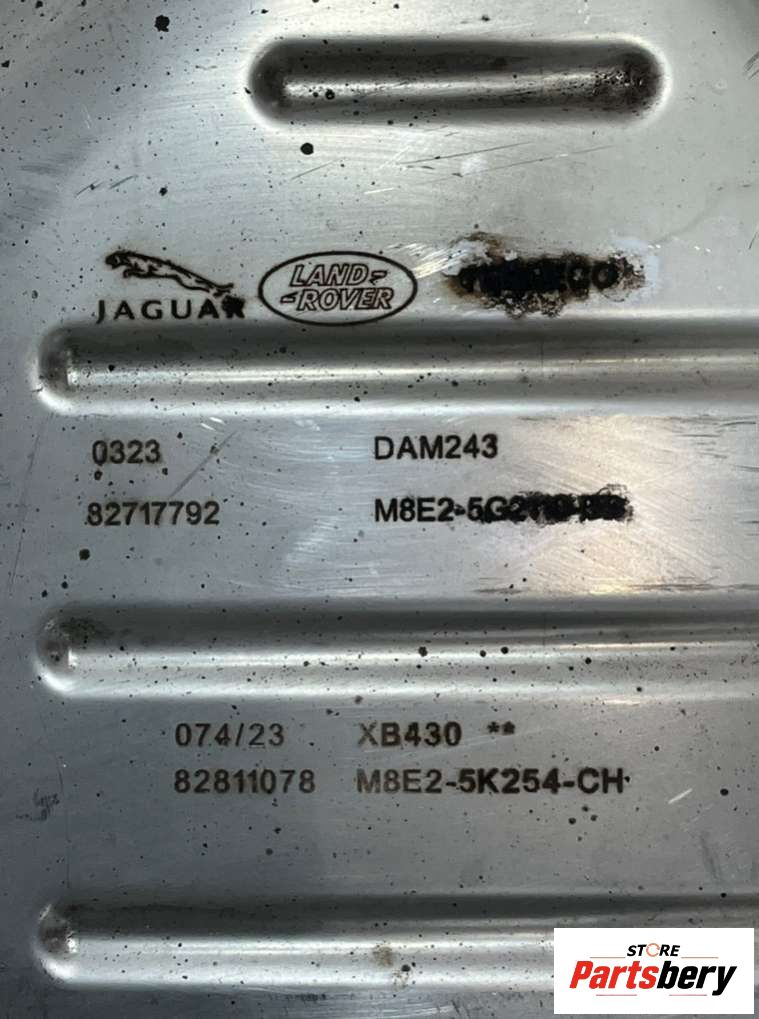 JAGUAR
LAND-
-ROVER
0323 DAM243
82717792
074/23 XB430 **
82811078 M8E2-5K254-CH
STORE
Partsbery